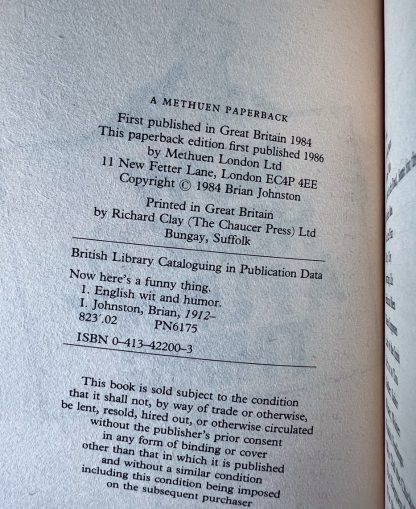 A METHUEN PAPERBACK
First published in Great Britain 1984
This paperback edition first published 1986
by Methuen London Ltd
11 New Fetter Lane, London EC4P 4EE
Copyright © 1984 Brian Johnston
Printed in Great Britain
by Richard Clay (The Chaucer Press) Ltd
Bungay, Suffolk
British Library Cataloguing in Publication Data
Now here's a funny thing.
1. English wit and humor.
I. Johnston, Brian, 1912–
823'.02 PN6175
ISBN 0–413–42200–3
This book is sold subject to the condition
that it shall not, by way of trade or otherwise,
be lent, resold, hired out, or otherwise circulated
without the publisher's prior consent
in any form of binding or cover
other than that in which it is published
and without a similar condition
including this condition being imposed
on the subsequent purchaser